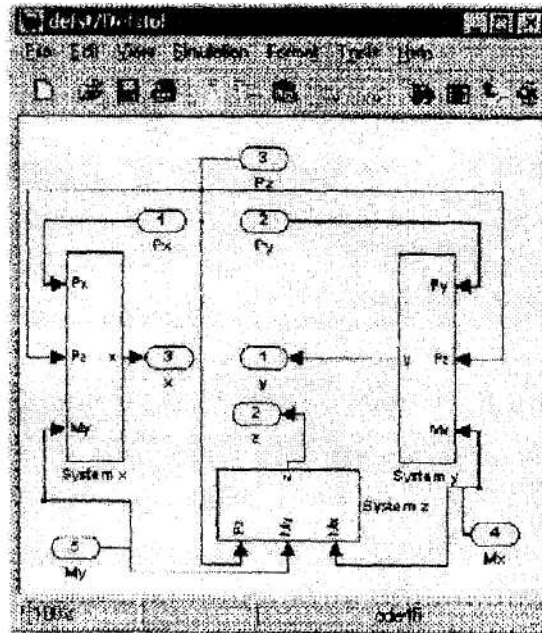 File Edit View Simulation Format Tools Help
3
Pz
1
Px
2
Py
Px
Pz
x
My
System x
3
x
1
y
2
z
Py
y
Pz
Mx
System y
z
Pz
My
Mx
System z
5
My
4
Mx
100%